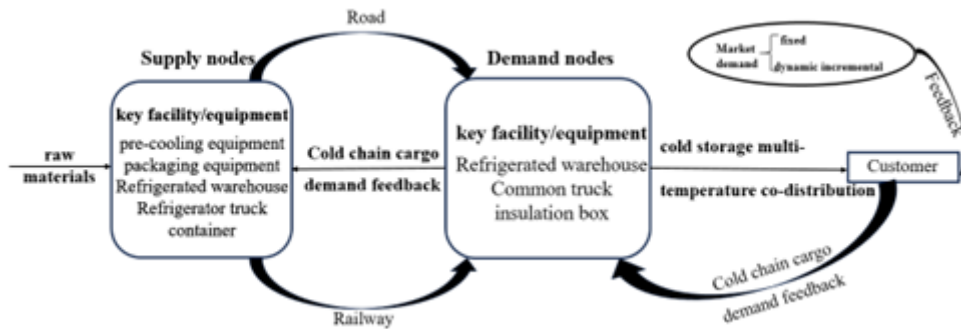 Road
Supply nodes
key facility/equipment
pre-cooling equipment
packaging equipment
Refrigerated warehouse
Refrigerator truck
container
raw
materials
Cold chain cargo
demand feedback
Railway
Demand nodes
key facility/equipment
Refrigerated warehouse
Common truck
insulation box
cold storage multi-
temperature co-distribution
Market
demand
fixed
dynamic incremental
Feedback
Customer
Cold chain cargo
demand feedback